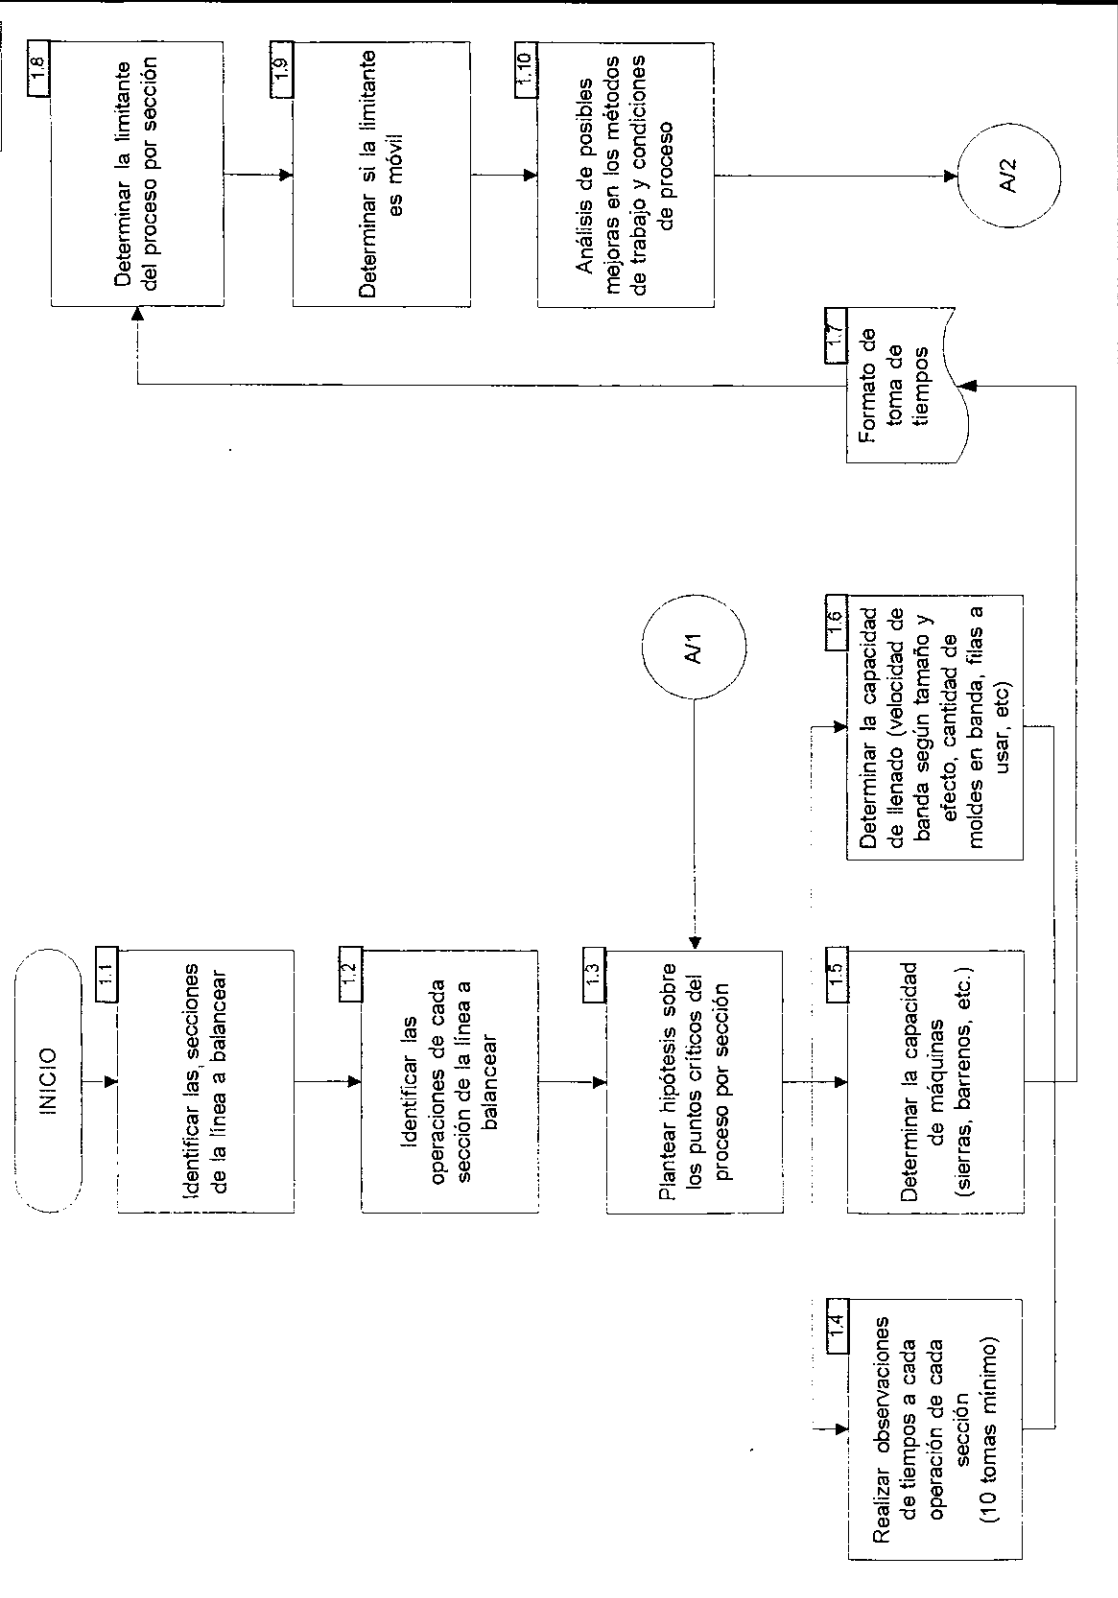 INICIO
1.1
Identificar las secciones
de la línea a balancear
1.2
Identificar las
operaciones de cada
sección de la línea a
balancear
1.3
Plantear hipótesis sobre
los puntos críticos del
proceso por sección
A/1
1.4
Realizar observaciones
de tiempos a cada
operación de cada
sección
(10 tomas mínimo)
1.5
Determinar la capacidad
de máquinas
(sierras, barrenos, etc.)
1.6
Determinar la capacidad
de llenado (velocidad de
banda según tamaño y
efecto, cantidad de
moldes en banda, filas a
usar, etc)
1.7
Formato de
toma de
tiempos
1.8
Determinar la limitante
del proceso por sección
1.9
Determinar si la limitante
es móvil
1.10
Análisis de posibles
mejoras en los métodos
de trabajo y condiciones
de proceso
A/2